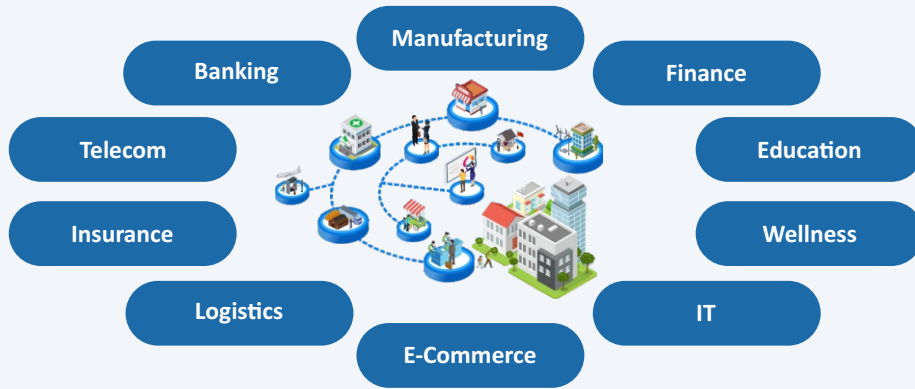 Manufacturing
Banking
Finance
Telecom
Education
Insurance
Wellness
Logistics
IT
E-Commerce